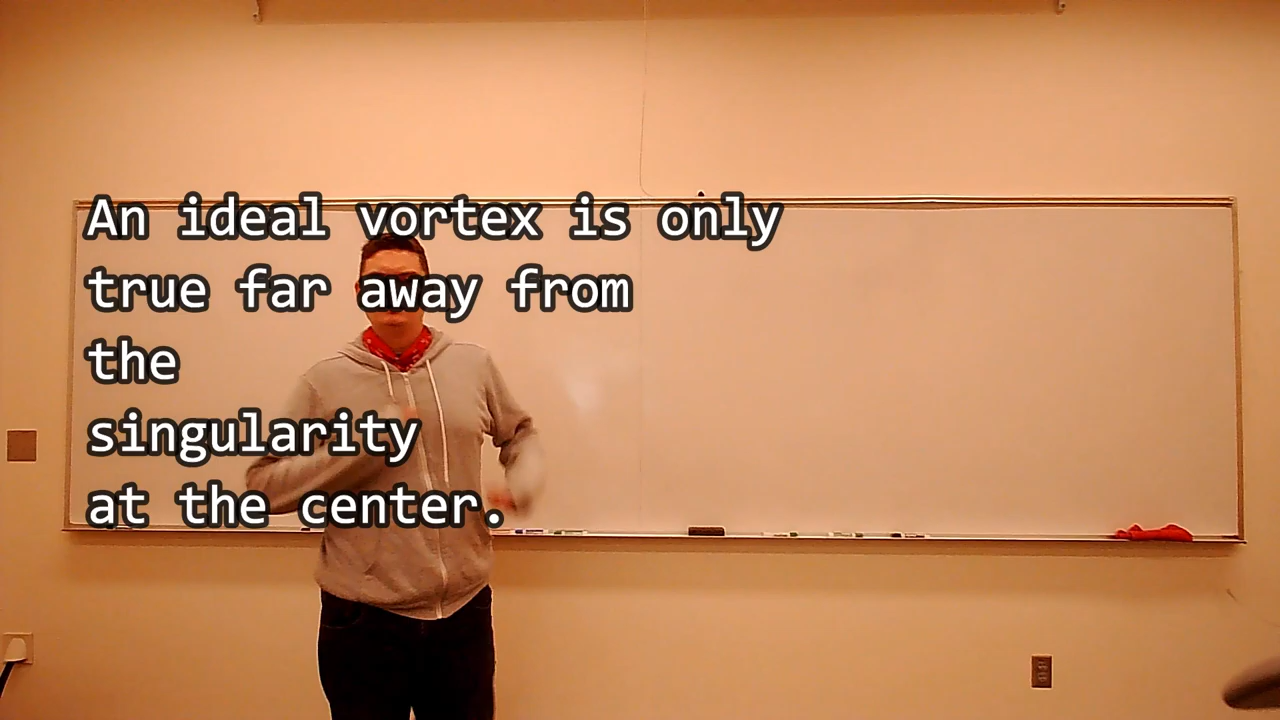 An ideal vortex is only
true far away from
the
singularity
at the center.